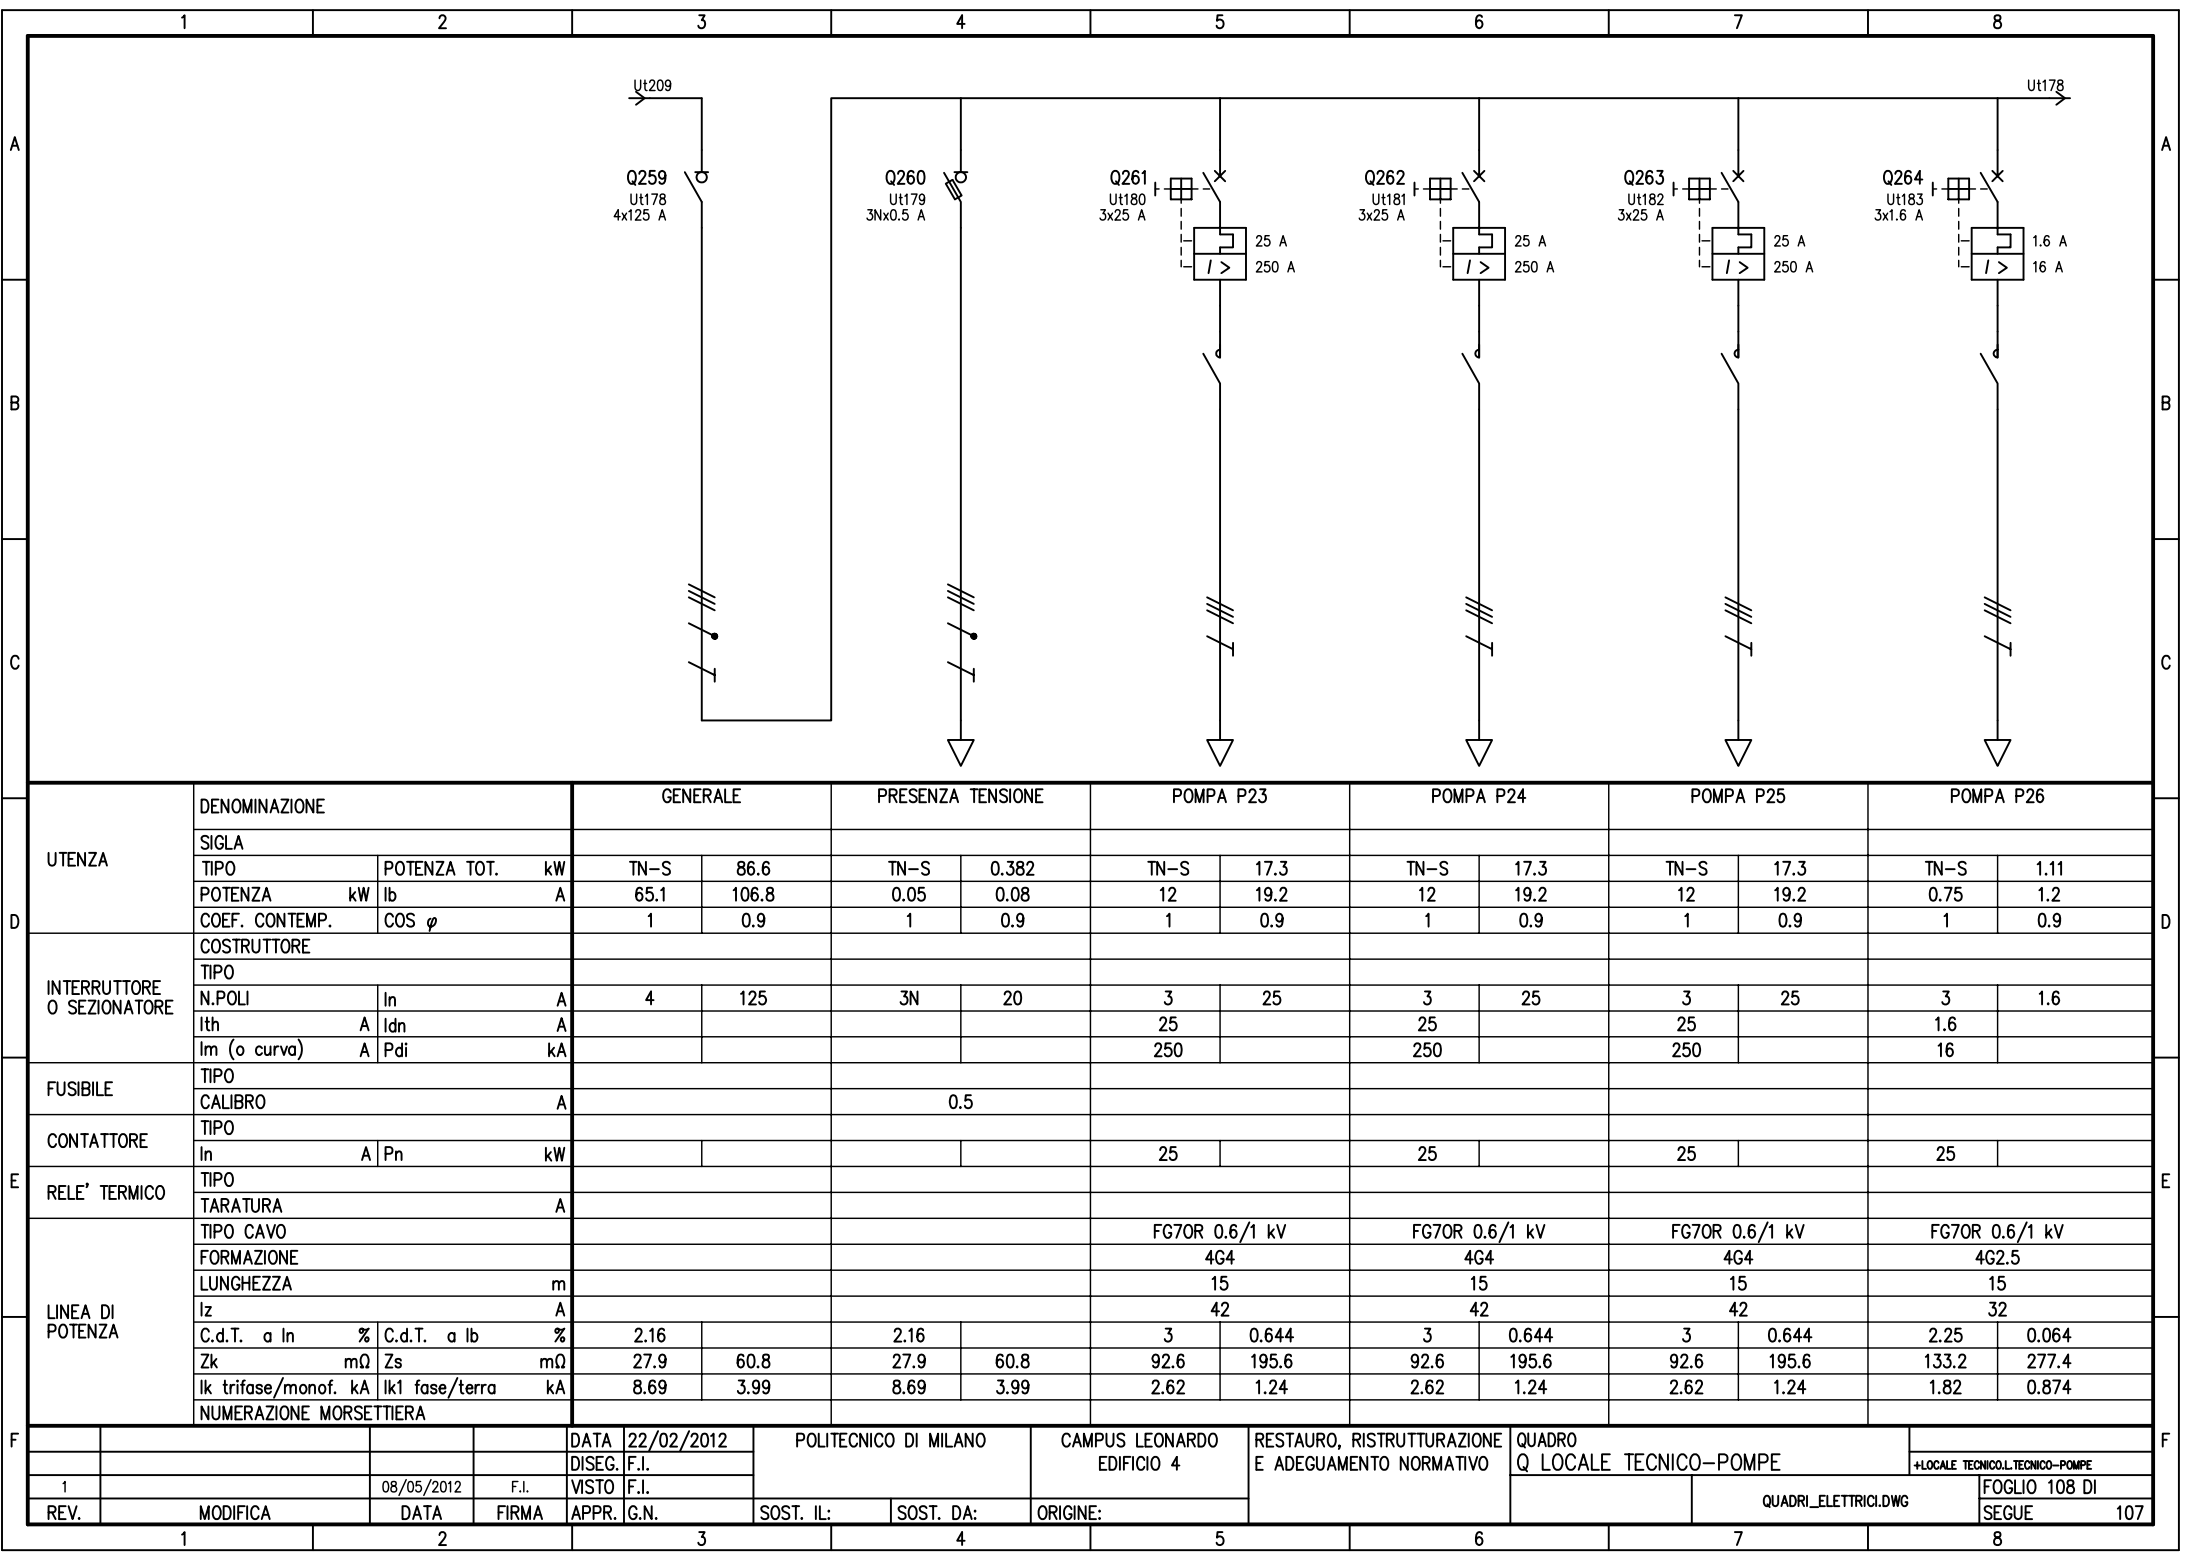 1 2 3 4 5 6 7 8
Ut209
Ut178
A A
Q259
Ut178
4x125 A
Q260
Ut179
3Nx0.5 A
Q261
Ut180
3x25 A
25 A
250 A
I >
Q262
Ut181
3x25 A
25 A
250 A
I >
Q263
Ut182
3x25 A
25 A
250 A
I >
Q264
Ut183
3x1.6 A
1.6 A
16 A
I >
B B
C C
UTENZA
DENOMINAZIONE GENERALE PRESENZA TENSIONE POMPA P23 POMPA P24 POMPA P25 POMPA P26
SIGLA
TIPO POTENZA TOT. kW TN-S 86.6 TN-S 0.382 TN-S 17.3 TN-S 17.3 TN-S 17.3 TN-S 1.11
POTENZA kW Ib A 65.1 106.8 0.05 0.08 12 19.2 12 19.2 12 19.2 0.75 1.2
D COEF. CONTEMP. COS φ 1 0.9 1 0.9 1 0.9 1 0.9 1 0.9 1 0.9 D
INTERRUTTORE
O SEZIONATORE
COSTRUTTORE
TIPO
N.POLI In A 4 125 3N 20 3 25 3 25 3 25 3 1.6
Ith A Idn A 25 25 25 1.6
Im (o curva) A Pdi kA 250 250 250 16
FUSIBILE
TIPO
CALIBRO A 0.5
CONTATTORE
TIPO
In A Pn kW 25 25 25 25
E E
RELE' TERMICO
TIPO
TARATURA A
LINEA DI
POTENZA
TIPO CAVO FG7OR 0.6/1 kV FG7OR 0.6/1 kV FG7OR 0.6/1 kV FG7OR 0.6/1 kV
FORMAZIONE 4G4 4G4 4G4 4G2.5
LUNGHEZZA m 15 15 15 15
Iz A 42 42 42 32
C.d.T. a In % C.d.T. a Ib % 2.16 2.16 3 0.644 3 0.644 3 0.644 2.25 0.064
Zk mΩ Zs mΩ 27.9 60.8 27.9 60.8 92.6 195.6 92.6 195.6 92.6 195.6 133.2 277.4
Ik trifase/monof. kA Ik1 fase/terra kA 8.69 3.99 8.69 3.99 2.62 1.24 2.62 1.24 2.62 1.24 1.82 0.874
NUMERAZIONE MORSETTIERA
F F
DATA 22/02/2012
DISEG. F.I.
1 08/05/2012 F.I. VISTO F.I.
REV. MODIFICA DATA FIRMA APPR. G.N.
POLITECNICO DI MILANO
SOST. IL: SOST. DA: ORIGINE:
CAMPUS LEONARDO
EDIFICIO 4
RESTAURO, RISTRUTTURAZIONE
E ADEGUAMENTO NORMATIVO
QUADRO
Q LOCALE TECNICO-POMPE
+LOCALE TECNICO.L.TECNICO-POMPE
QUADRI_ELETTRICI.DWG
FOGLIO 108 DI
SEGUE 107
1 2 3 4 5 6 7 8